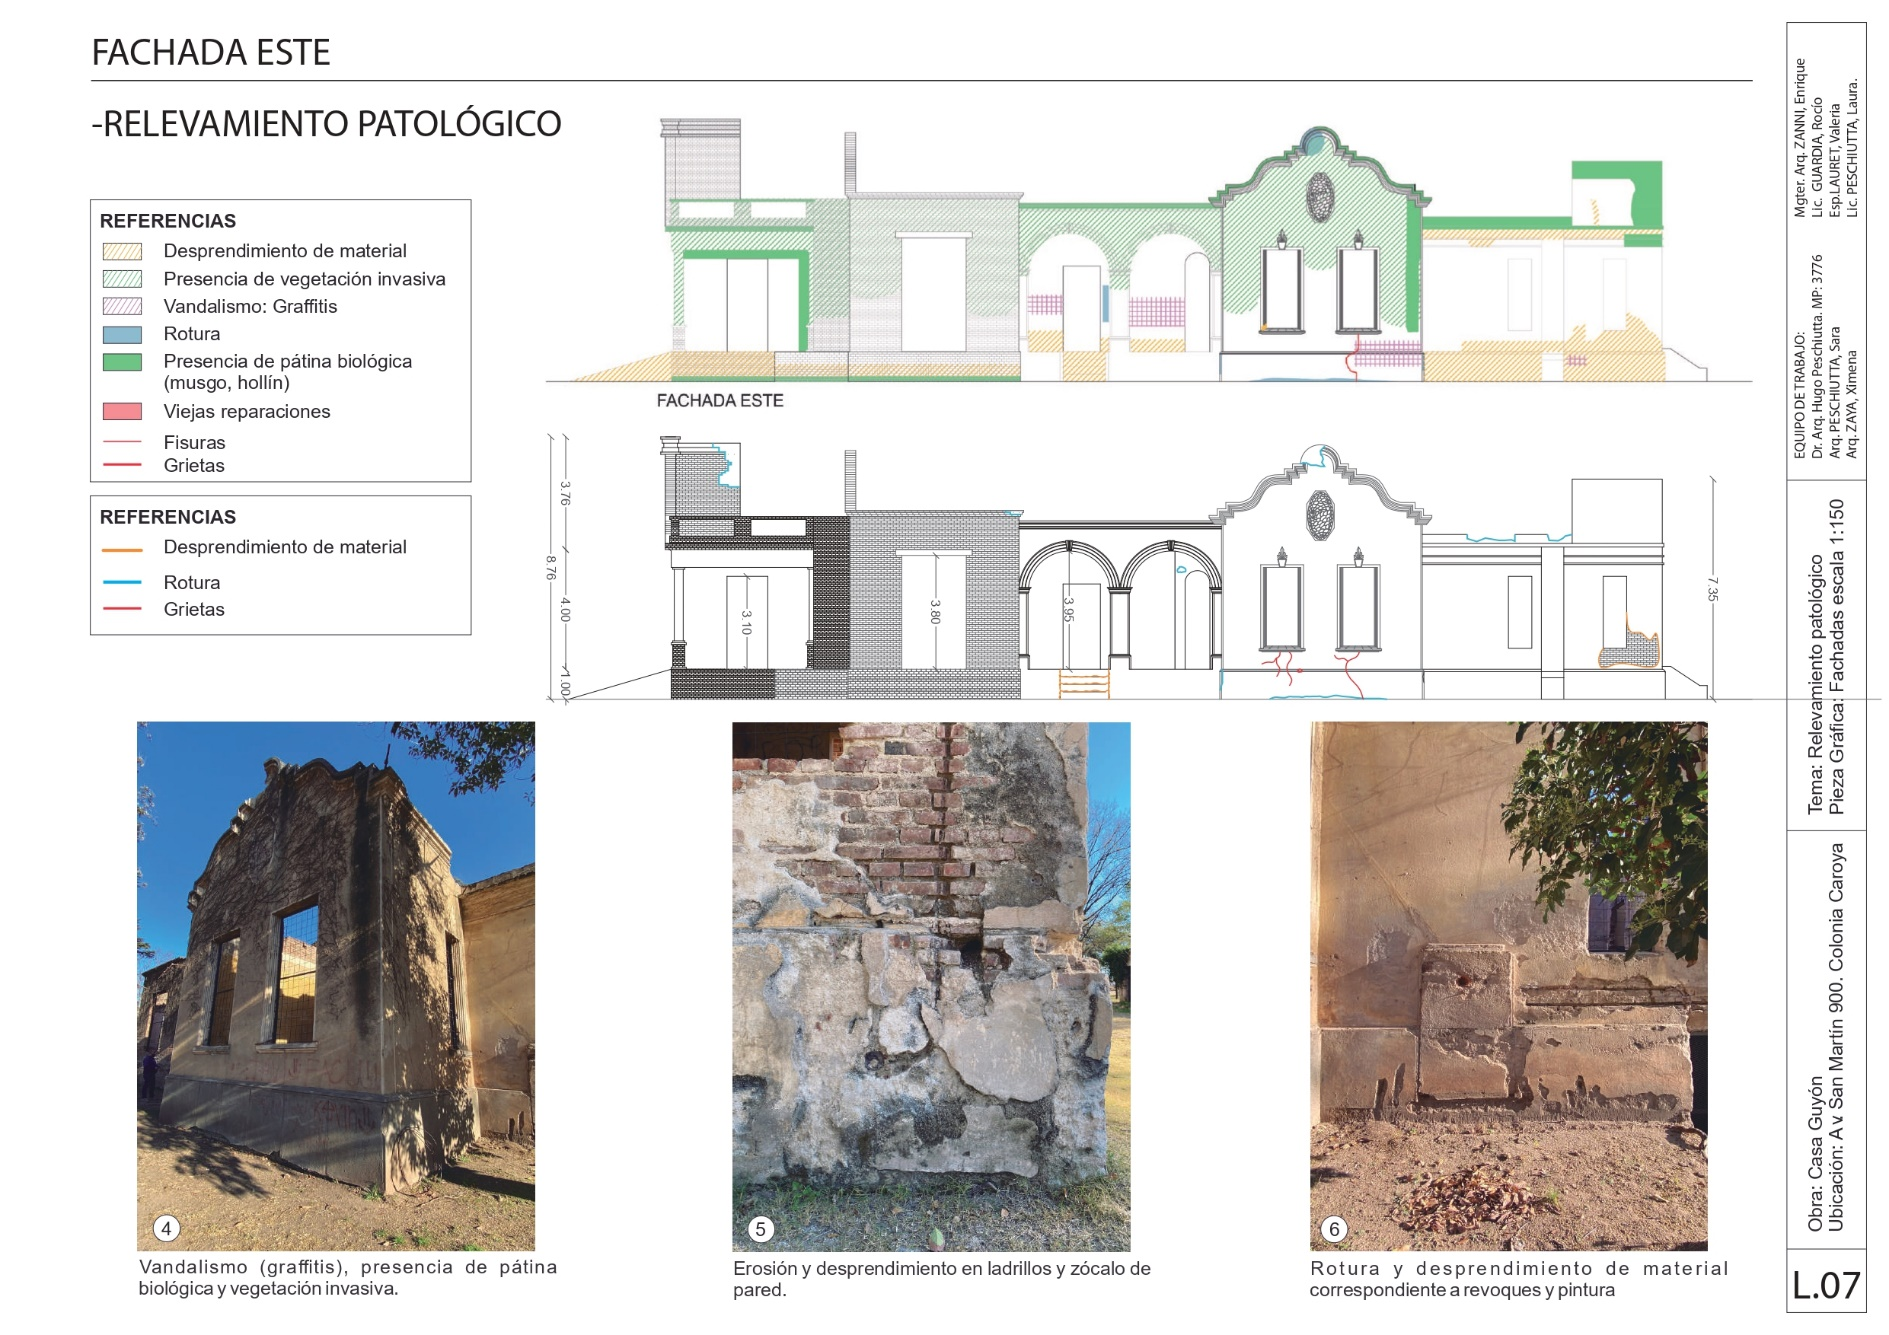 FACHADA ESTE
-RELEVAMIENTO PATOLÓGICO
REFERENCIAS
Desprendimiento de material
Presencia de vegetación invasiva
Vandalismo: Graffitis
Rotura
Presencia de pátina biológica
(musgo, hollín)
Viejas reparaciones
Fisuras
Grietas
REFERENCIAS
Desprendimiento de material
Rotura
Grietas
FACHADA ESTE
3.76
8.76
4.00
1.00
3.10
3.80
3.95
7.35
4
Vandalismo (graffitis), presencia de pátina
biológica y vegetación invasiva.
5
Erosión y desprendimiento en ladrillos y zócalo de
pared.
6
Rotura y desprendimiento de material
correspondiente a revoques y pintura
Mgter. Arq. ZANNI, Enrique
Lic. GUARDIA, Rocío
Esp.LAURET, Valeria
Lic. PESCHIUTTA, Laura.
EQUIPO DE TRABAJO:
Dr. Arq. Hugo Peschiutta. MP: 3776
Arq. PESCHIUTTA, Sara
Arq. ZAYA, XImena
Tema: Relevamiento patológico
Pieza Gráfica: Fachadas escala 1:150
Obra: Casa Guyón
Ubicación: Av. San Martín 900. Colonia Caroya
L.07